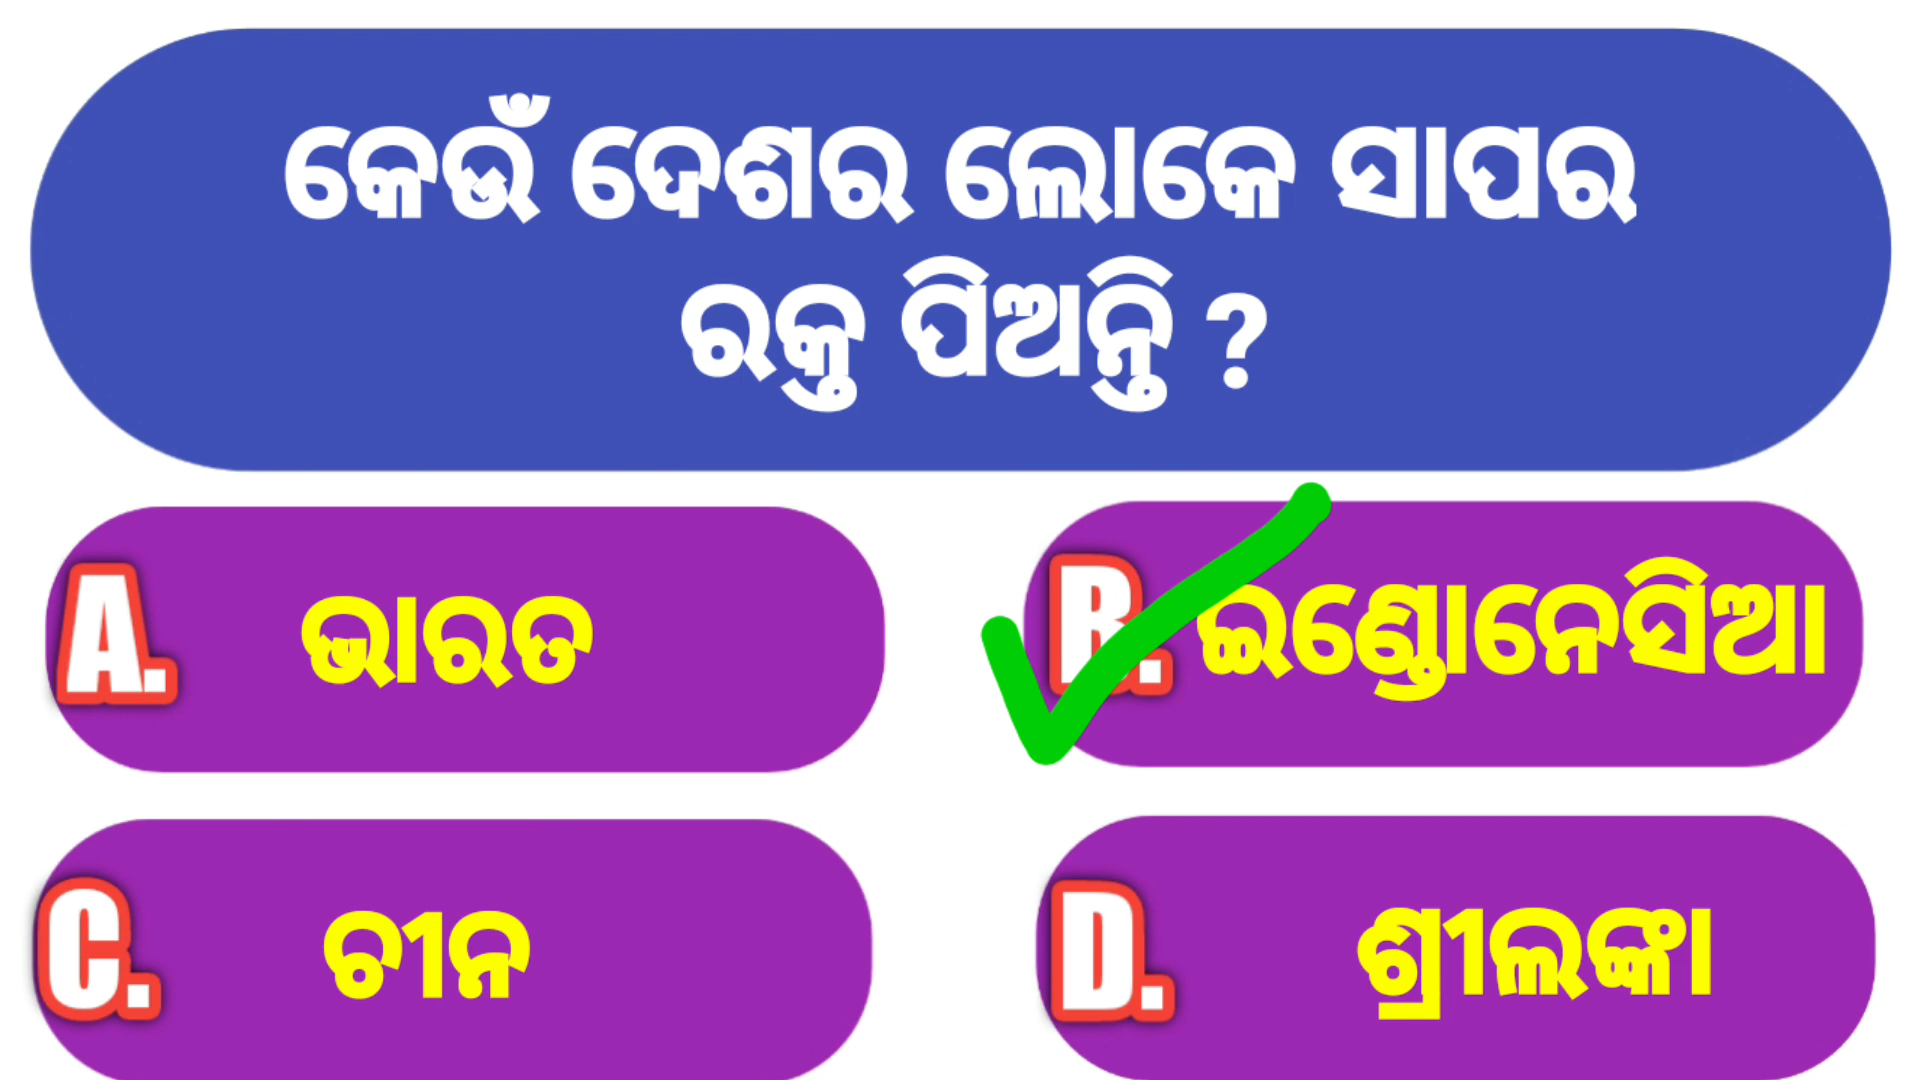 କେଉଁ ଦେଶର ଲୋକେ ସାପର
ରକ୍ତ ପିଅନ୍ତି ?
A. ଭାରତ
B. ଇଣ୍ଡୋନେସିଆ
C. ଚୀନ
D. ଶ୍ରୀଲଙ୍କା